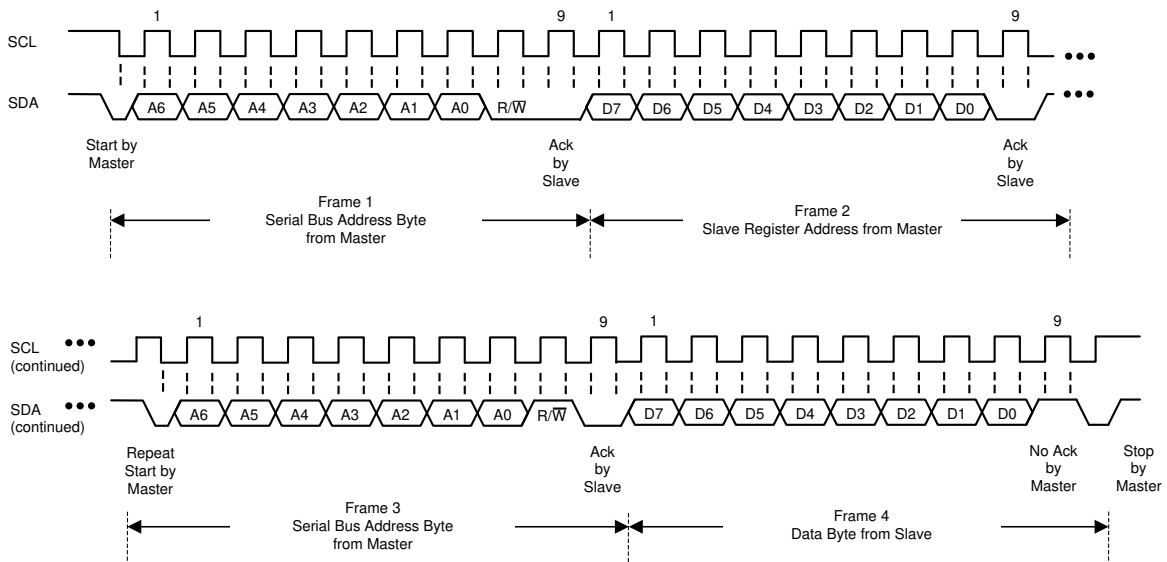 1 9 1 9
SCL
SDA A6 A5 A4 A3 A2 A1 A0 R/W̅ D7 D6 D5 D4 D3 D2 D1 D0
Start by
Master
Ack
by
Slave
Ack
by
Slave
Frame 1
Serial Bus Address Byte
from Master
Frame 2
Slave Register Address from Master
1 9 1 9
SCL
(continued)
SDA
(continued)
A6 A5 A4 A3 A2 A1 A0 R/W̅ D7 D6 D5 D4 D3 D2 D1 D0
Repeat
Start by
Master
Ack
by
Slave
No Ack
by
Master
Stop
by
Master
Frame 3
Serial Bus Address Byte
from Master
Frame 4
Data Byte from Slave